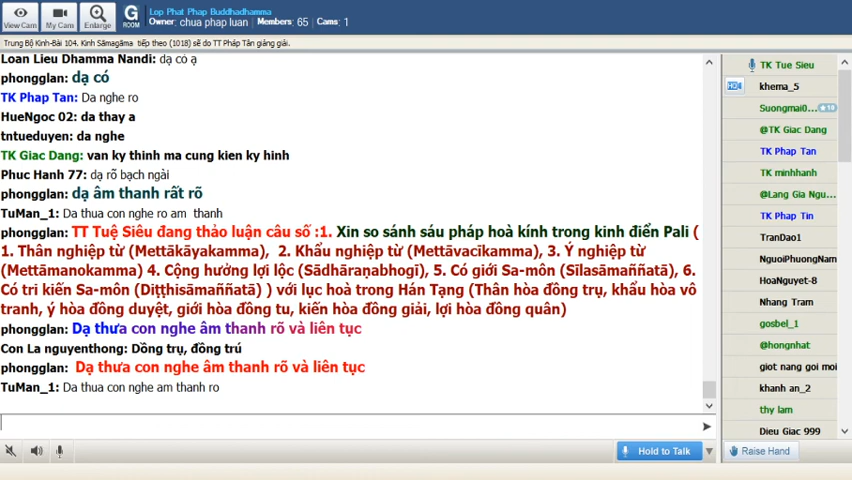 Lop Phat Phap Buddhadhamma
Owner: chua phap luan Members: 65 Cams: 1
View Cam
My Cam
Enlarge
G
ROOM
Trung Bộ Kinh-Bài 104. Kinh Sāmagāma tiếp theo (1018) sẽ do TT Pháp Tân giảng giải.
Loan Lieu Dhamma Nandi: dạ có ạ
phongglan: dạ có
TK Phap Tan: Da nghe ro
HueNgoc 02: da thay a
tntueduyen: da nghe
TK Giac Dang: van ky thinh ma cung kien ky hinh
Phuc Hanh 77: dạ rõ bạch ngài
phongglan: dạ âm thanh rất rõ
TuMan_1: Da thua con nghe ro am thanh
phongglan: TT Tuệ Siêu đang thảo luận câu số :1. Xin so sánh sáu pháp hoà kính trong kinh điển Pali (
1. Thân nghiệp từ (Mettākāyakamma), 2. Khẩu nghiệp từ (Mettāvacīkamma), 3. Ý nghiệp từ
(Mettāmanokamma) 4. Cộng hưởng lợi lộc (Sādhāraṇabhogī), 5. Có giới Sa-môn (Sīlasāmaññatā), 6.
Có tri kiến Sa-môn (Diṭṭhisāmaññatā) ) với lục hoà trong Hán Tạng (Thân hòa đồng trụ, khẩu hòa vô
tranh, ý hòa đồng duyệt, giới hòa đồng tu, kiến hòa đồng giải, lợi hòa đồng quân)
phongglan: Dạ thưa con nghe âm thanh rõ và liên tục
Con La nguyenthong: Dồng trụ, đồng trú
phongglan: Dạ thưa con nghe âm thanh rõ và liên tục
TuMan_1: Da thua con nghe am thanh ro
Hold to Talk
TK Tue Sieu
HD
khema_5
Suongmai0...
18
@TK Giac Dang
TK Phap Tan
TK minhhanh
@Lang Gia Ngu...
TK Phap Tin
TranDao1
NguoiPhuongNam
HoaNguyet-8
Nhang Tram
gosbel_1
@hongnhat
giot nang goi moi
khanh an_2
thy lam
Dieu Giac 999
Raise Hand